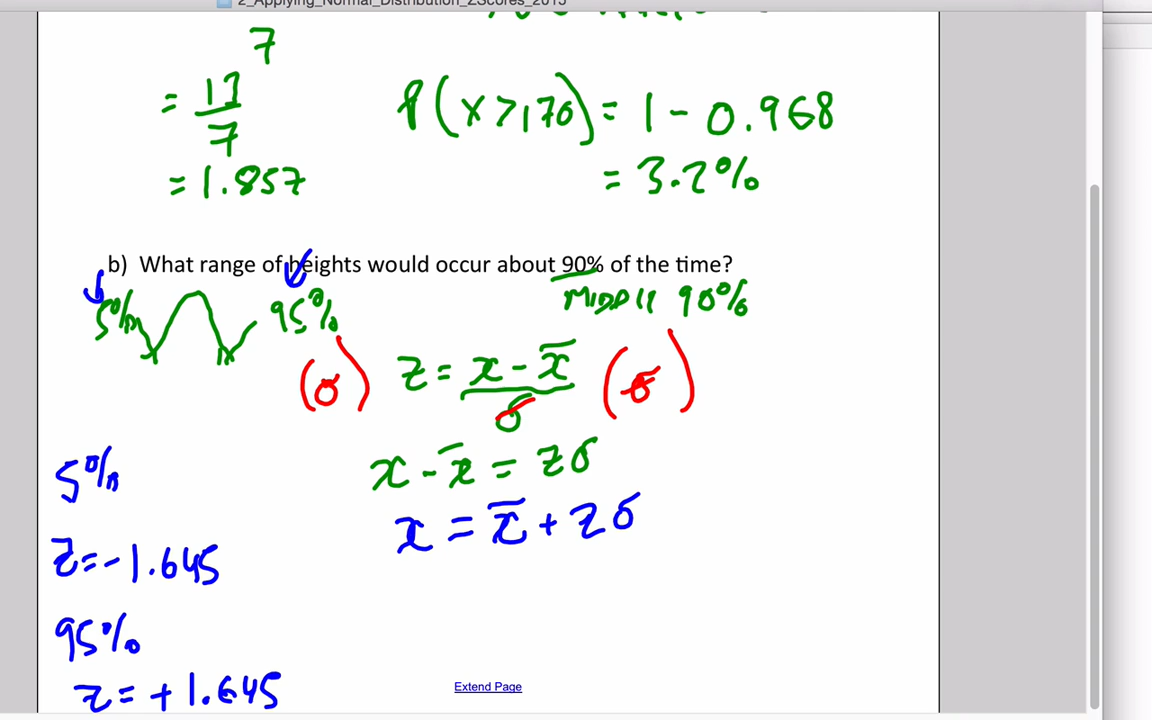 2_Applying_Normal_Distribution_ZScores_2015
7
= 13
7
= 1.857
P(x>170) = 1 - 0.968
= 3.2%
b) What range of heights would occur about 90% of the time?
5%
95%
MIDDLE 90%
(σ) z = x - x̄ / σ (σ)
x - x̄ = zσ
x = x̄ + zσ
5%
z = -1.645
95%
z = +1.645
Extend Page